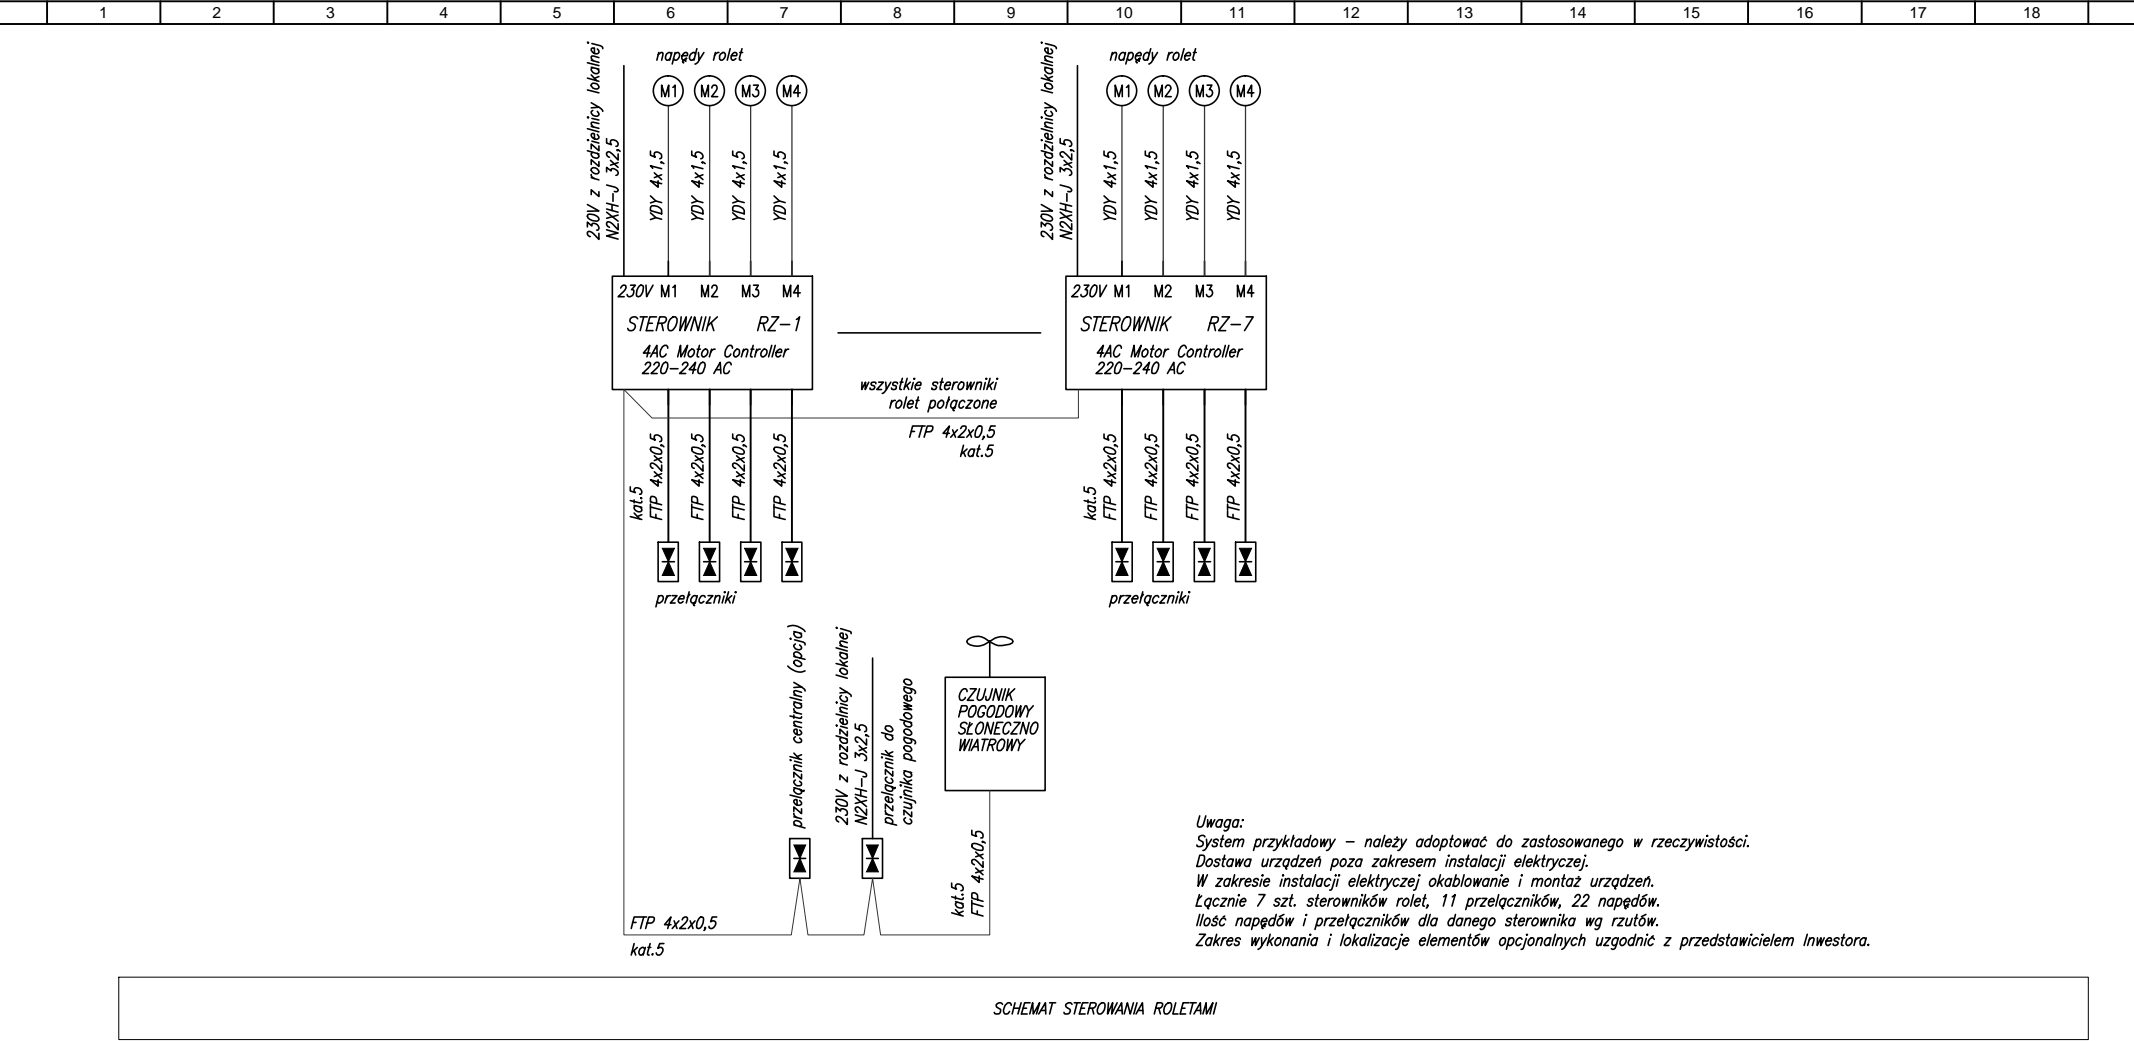 1 2 3 4 5 6 7 8 9 10 11 12 13 14 15 16 17 18
230V z rozdzielnicy lokalnej
N2XH-J 3x2,5
napędy rolet
M1 M2 M3 M4
YDY 4x1,5
YDY 4x1,5
YDY 4x1,5
YDY 4x1,5
230V M1 M2 M3 M4
STEROWNIK RZ-1
4AC Motor Controller
220-240 AC
kat.5
FTP 4x2x0,5
FTP 4x2x0,5
FTP 4x2x0,5
FTP 4x2x0,5
przełączniki
wszystkie sterowniki
rolet połączone
FTP 4x2x0,5
kat.5
230V z rozdzielnicy lokalnej
N2XH-J 3x2,5
napędy rolet
M1 M2 M3 M4
YDY 4x1,5
YDY 4x1,5
YDY 4x1,5
YDY 4x1,5
230V M1 M2 M3 M4
STEROWNIK RZ-7
4AC Motor Controller
220-240 AC
kat.5
FTP 4x2x0,5
FTP 4x2x0,5
FTP 4x2x0,5
FTP 4x2x0,5
przełączniki
przelącznik centralny (opcja)
230V z rozdzielnicy lokalnej
N2XH-J 3x2,5
przelącznik do
czujnika pogodowego
CZUJNIK
POGODOWY
SŁONECZNO
WIATROWY
kat.5
FTP 4x2x0,5
FTP 4x2x0,5
kat.5
Uwaga:
System przykładowy - należy adoptować do zastosowanego w rzeczywistości.
Dostawa urządzeń poza zakresem instalacji elektryczej.
W zakresie instalacji elektryczej okablowanie i montaż urządzeń.
Łącznie 7 szt. sterowników rolet, 11 przelączników, 22 napędów.
Ilość napędów i przełączników dla danego sterownika wg rzutów.
Zakres wykonania i lokalizacje elementów opcjonalnych uzgodnić z przedstawicielem Inwestora.
SCHEMAT STEROWANIA ROLETAMI